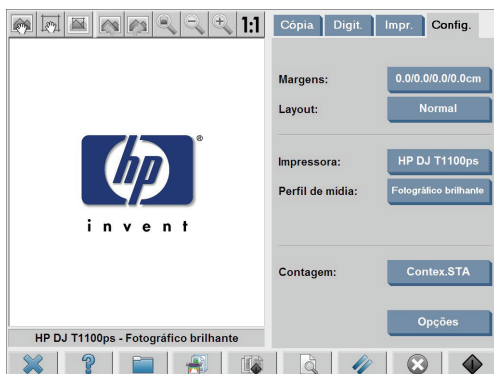 1:1
Cópia Digit. Impr. Config.
Margens: 0.0/0.0/0.0/0.0cm
Layout: Normal
Impressora: HP DJ T1100ps
Perfil de mídia: Fotográfico brilhante
Contagem: Contex.STA
Opções
hp ®
invent
HP DJ T1100ps - Fotográfico brilhante
?